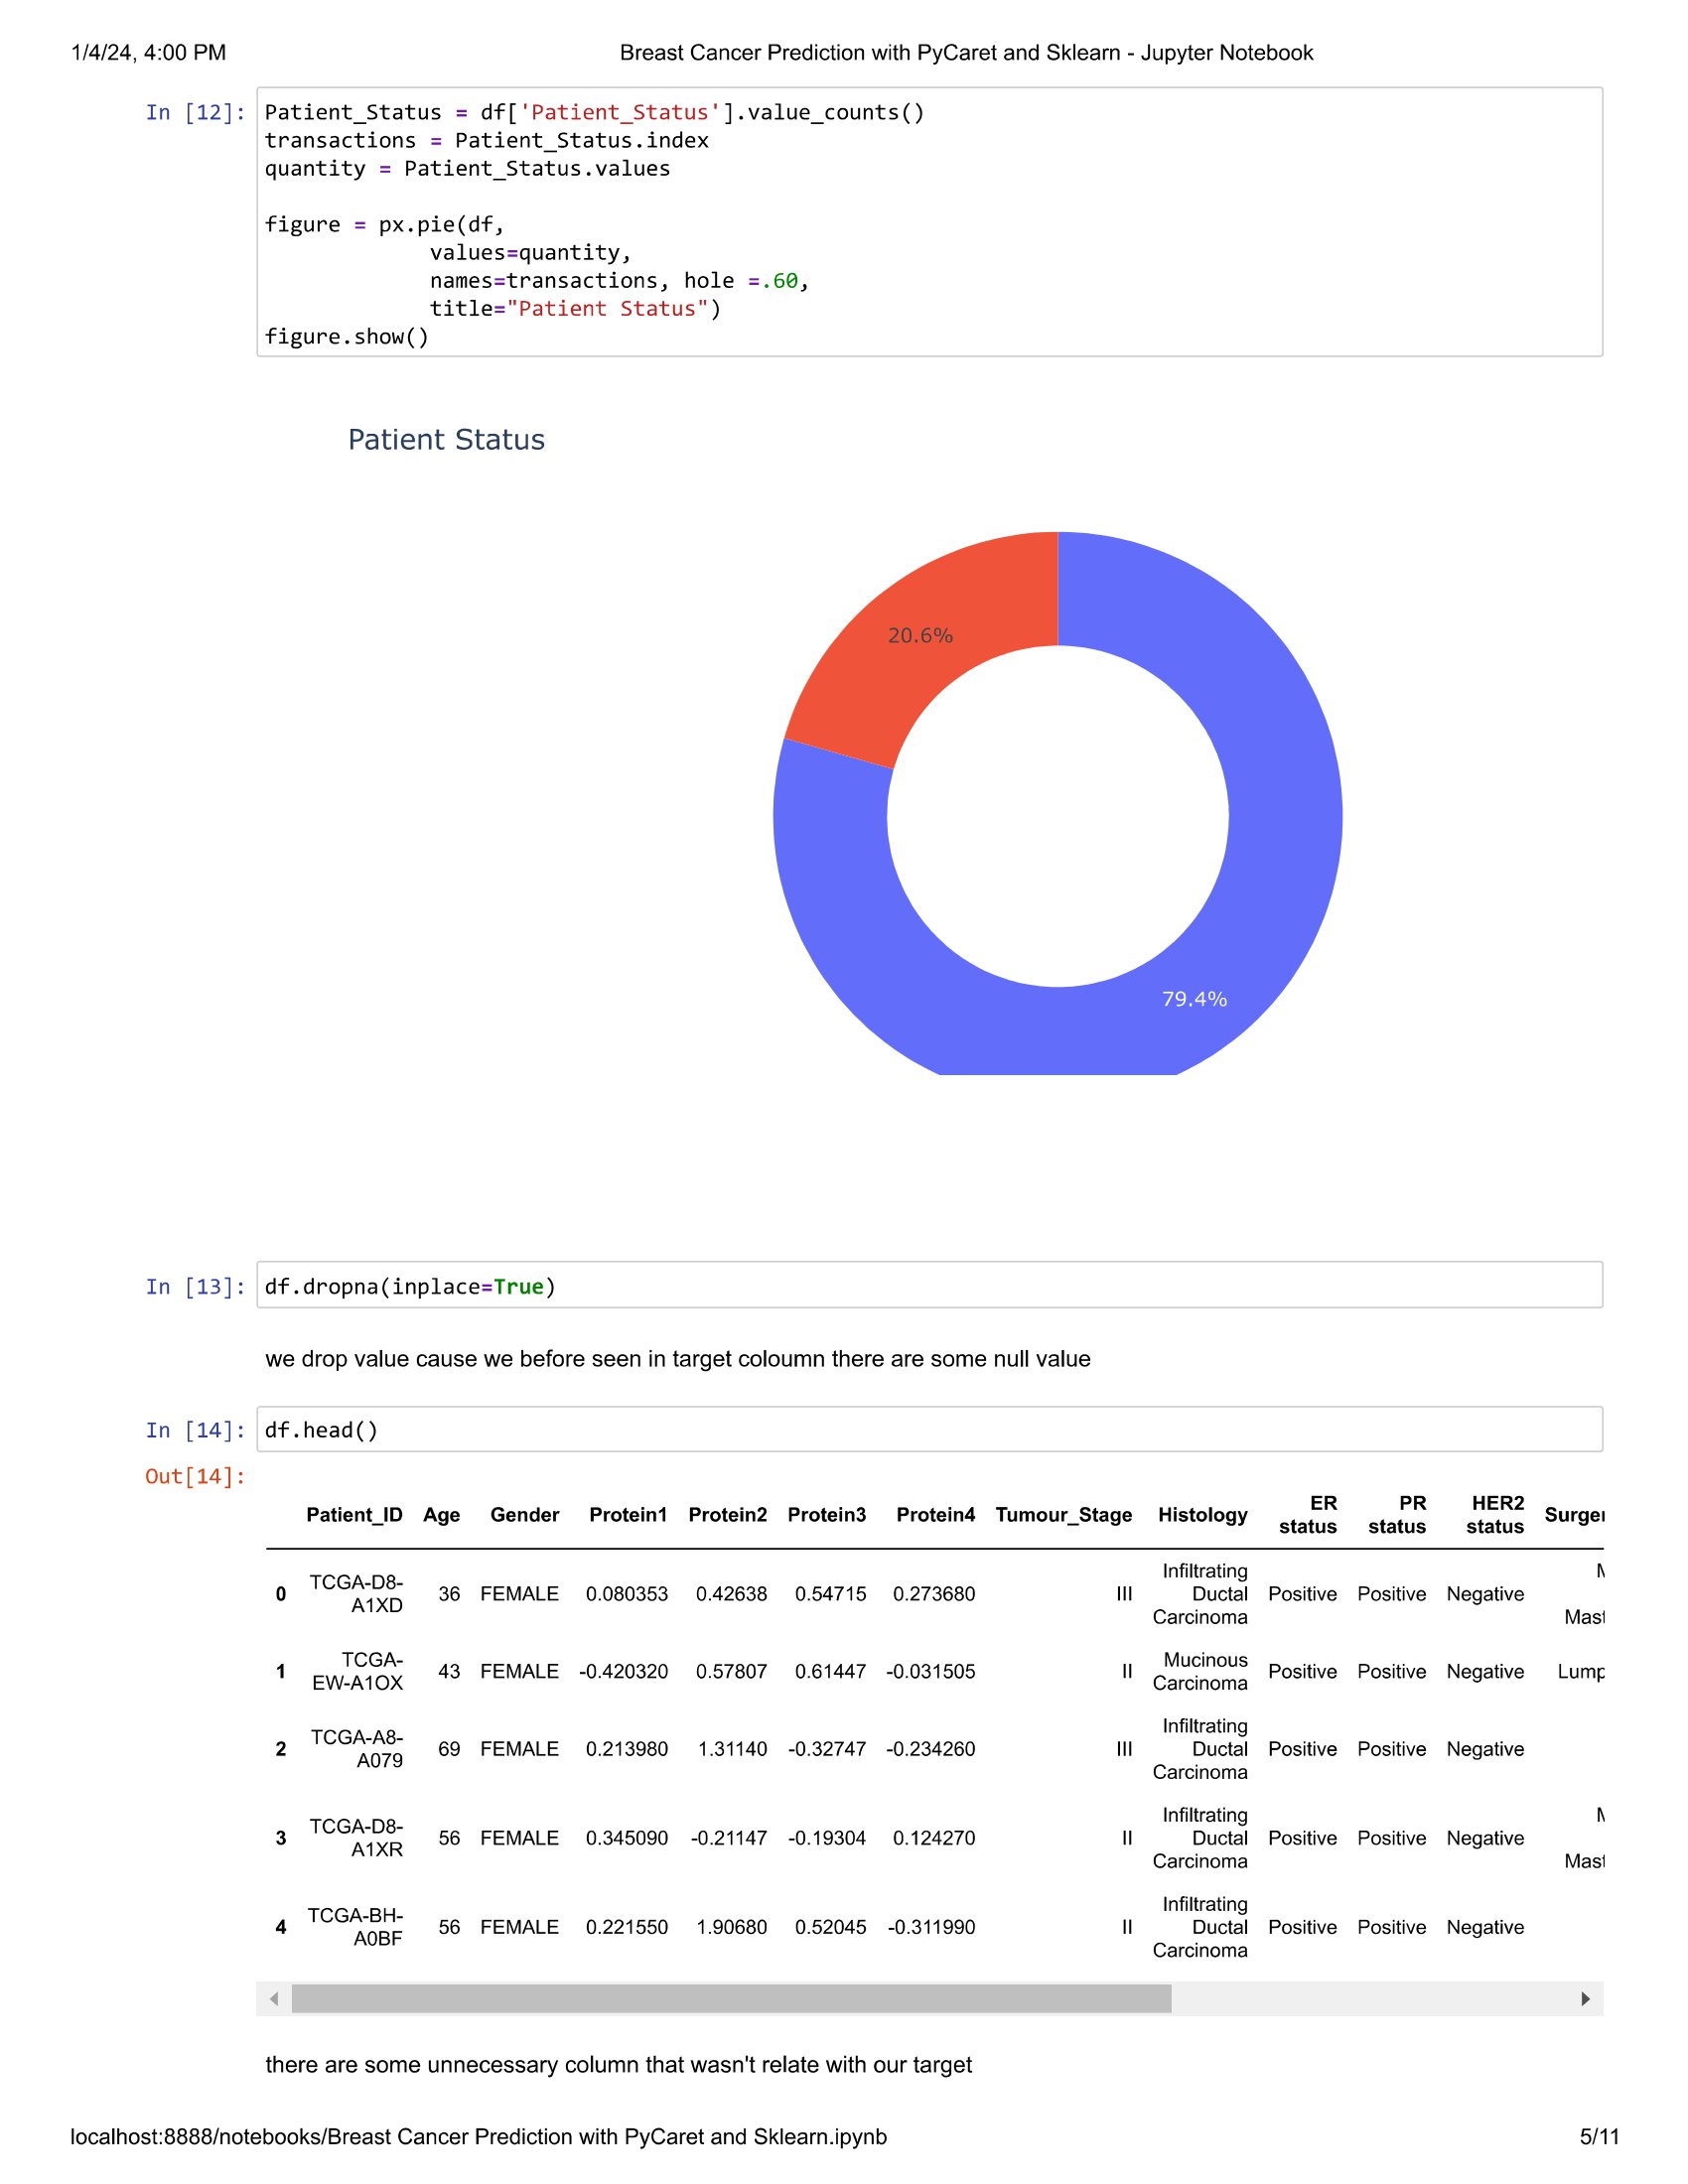 1/4/24, 4:00 PM Breast Cancer Prediction with PyCaret and Sklearn - Jupyter Notebook
In [12]: Patient_Status = df['Patient_Status'].value_counts()
transactions = Patient_Status.index
quantity = Patient_Status.values
figure = px.pie(df,
values=quantity,
names=transactions, hole =.60,
title="Patient Status")
figure.show()
Patient Status
20.6%
79.4%
In [13]: df.dropna(inplace=True)
we drop value cause we before seen in target coloumn there are some null value
In [14]: df.head()
Out[14]:
Patient_ID Age Gender Protein1 Protein2 Protein3 Protein4 Tumour_Stage Histology ER status PR status HER2 status Surger
0 TCGA-D8-A1XD 36 FEMALE 0.080353 0.42638 0.54715 0.273680 III Infiltrating Ductal Carcinoma Positive Positive Negative M Mast
1 TCGA-EW-A1OX 43 FEMALE -0.420320 0.57807 0.61447 -0.031505 II Mucinous Carcinoma Positive Positive Negative Lump
2 TCGA-A8-A079 69 FEMALE 0.213980 1.31140 -0.32747 -0.234260 III Infiltrating Ductal Carcinoma Positive Positive Negative
3 TCGA-D8-A1XR 56 FEMALE 0.345090 -0.21147 -0.19304 0.124270 II Infiltrating Ductal Carcinoma Positive Positive Negative M Mast
4 TCGA-BH-A0BF 56 FEMALE 0.221550 1.90680 0.52045 -0.311990 II Infiltrating Ductal Carcinoma Positive Positive Negative
there are some unnecessary column that wasn't relate with our target
localhost:8888/notebooks/Breast Cancer Prediction with PyCaret and Sklearn.ipynb 5/11